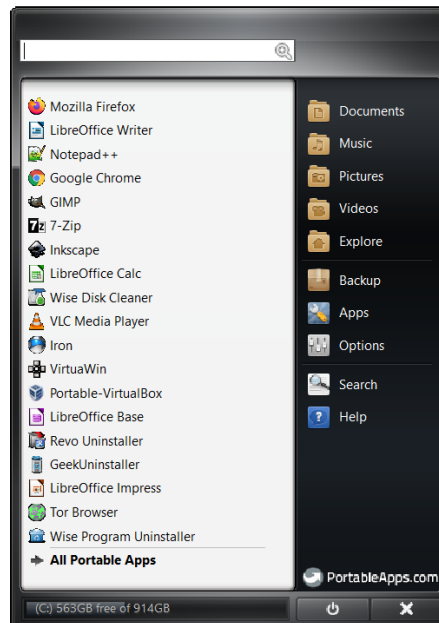 Mozilla Firefox
LibreOffice Writer
Notepad++
Google Chrome
GIMP
7z 7-Zip
Inkscape
LibreOffice Calc
Wise Disk Cleaner
VLC Media Player
Iron
VirtuaWin
Portable-VirtualBox
LibreOffice Base
Revo Uninstaller
GeekUninstaller
LibreOffice Impress
Tor Browser
Wise Program Uninstaller
All Portable Apps
(C:) 563GB free of 914GB
Documents
Music
Pictures
Videos
Explore
Backup
Apps
Options
Search
? Help
PortableApps.com